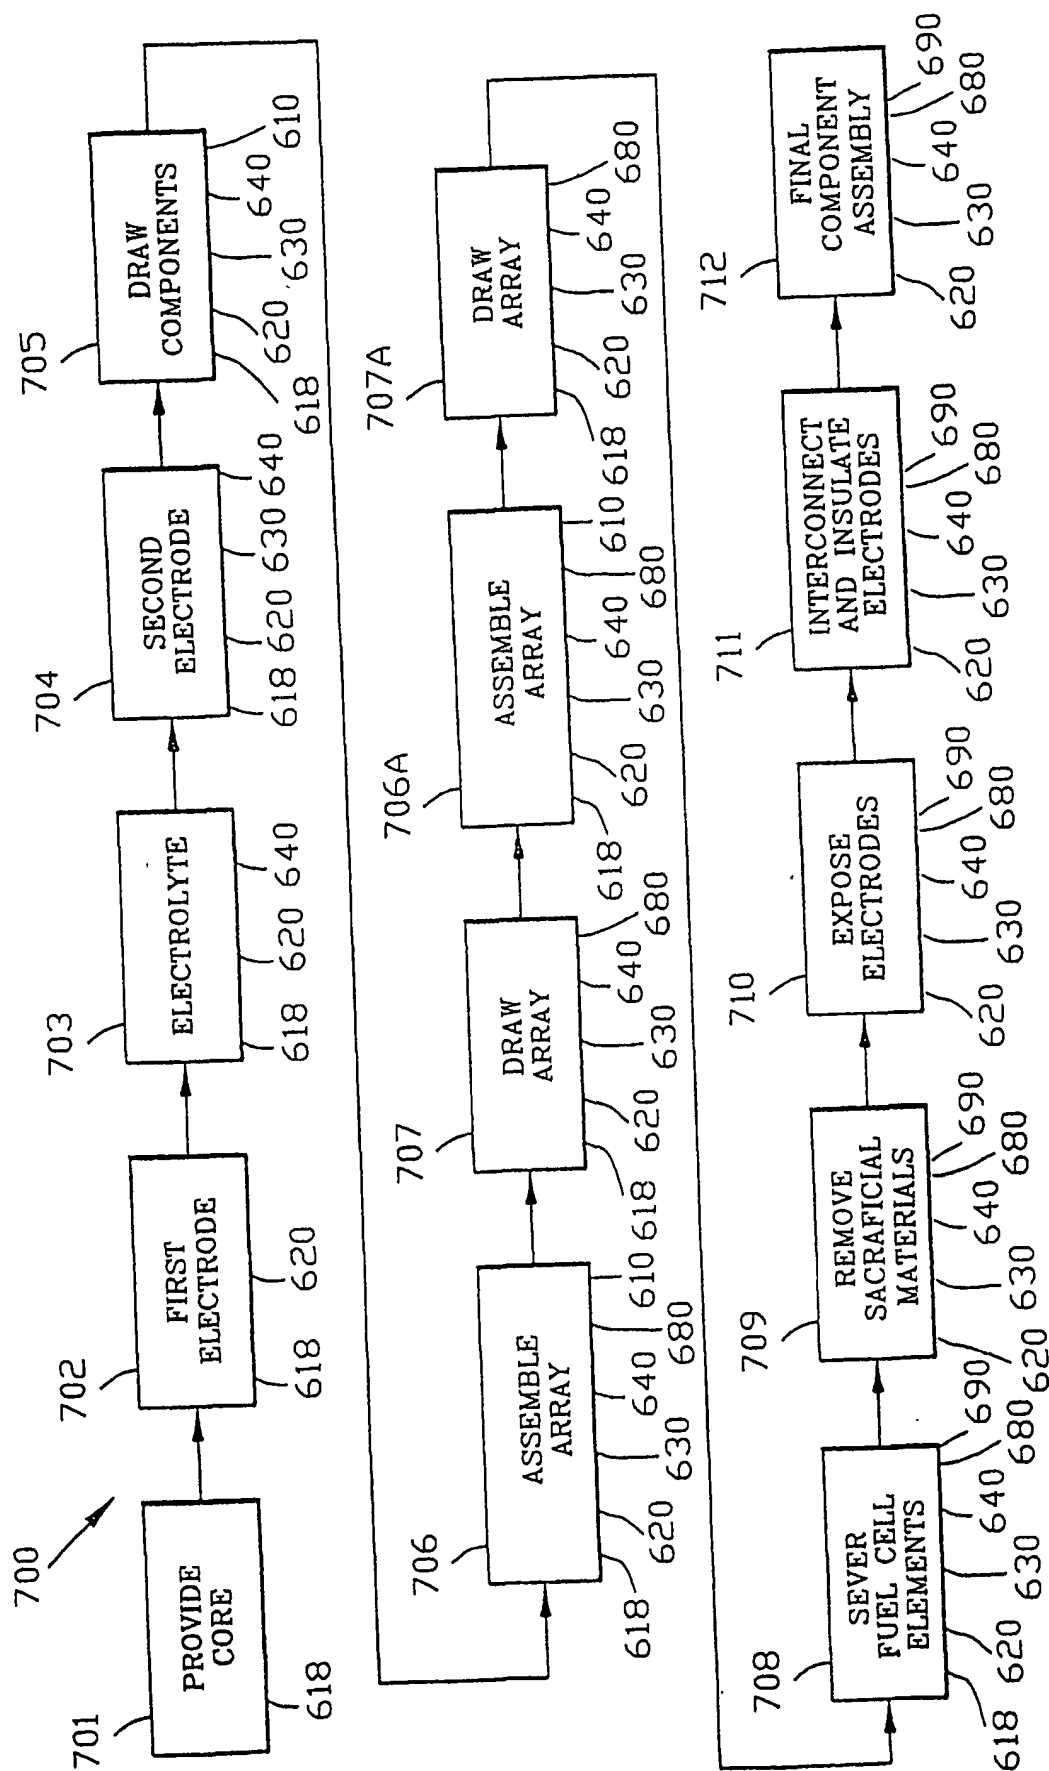 700
701
PROVIDE
CORE
618
702
FIRST
ELECTRODE
618
620
703
ELECTROLYTE
618
620
640
704
SECOND
ELECTRODE
618
620
630
640
705
DRAW
COMPONENTS
618
620
630
640
610
706
ASSEMBLE
ARRAY
618
620
630
640
680
610
707
DRAW
ARRAY
618
620
630
640
680
706A
ASSEMBLE
ARRAY
618
620
630
640
680
610
707A
DRAW
ARRAY
618
620
630
640
680
708
SEVER
FUEL CELL
ELEMENTS
618
620
630
640
680
690
709
REMOVE
SACRAFICIAL
MATERIALS
620
630
640
680
690
710
EXPOSE
ELECTRODES
620
630
640
680
690
711
INTERCONNECT
AND INSULATE
ELECTRODES
620
630
640
680
690
712
FINAL
COMPONENT
ASSEMBLY
620
630
640
680
690